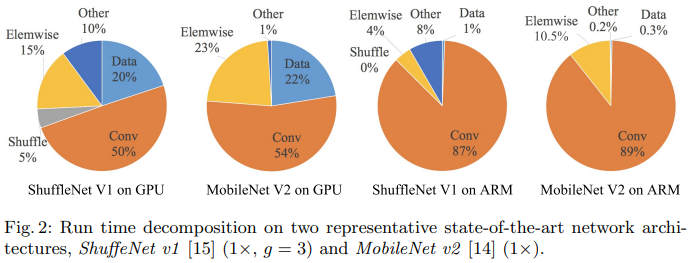 Other
10%
Elemwise
15%
Data
20%
Shuffle
5%
Conv
50%
ShuffleNet V1 on GPU
Other
1%
Elemwise
23%
Data
22%
Conv
54%
MobileNet V2 on GPU
Elemwise
4%
Other
8%
Data
1%
Shuffle
0%
Conv
87%
ShuffleNet V1 on ARM
Other
0.2%
Elemwise
10.5%
Data
0.3%
Conv
89%
MobileNet V2 on ARM
Fig. 2: Run time decomposition on two representative state-of-the-art network archi-
tectures, ShuffeNet v1 [15] (1×, g = 3) and MobileNet v2 [14] (1×).